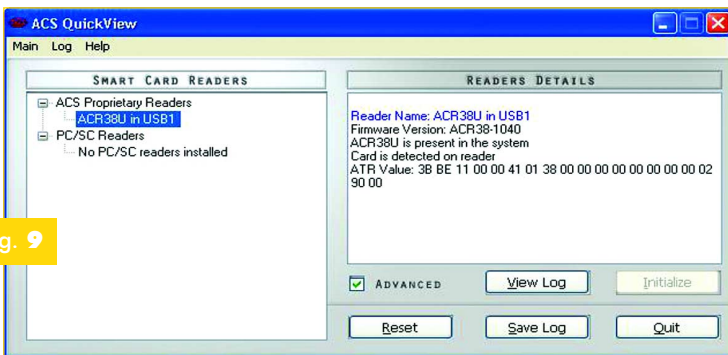 ACS QuickView
Main Log Help
SMART CARD READERS
ACS Proprietary Readers
ACR38U in USB1
PC/SC Readers
No PC/SC readers installed
READERS DETAILS
Reader Name: ACR38U in USB1
Firmware Version: ACR38-1040
ACR38U is present in the system
Card is detected on reader
ATR Value: 3B BE 11 00 00 41 01 38 00 00 00 00 00 00 00 00 02
90 00
g. 9
ADVANCED View Log Initialize
Reset Save Log Quit